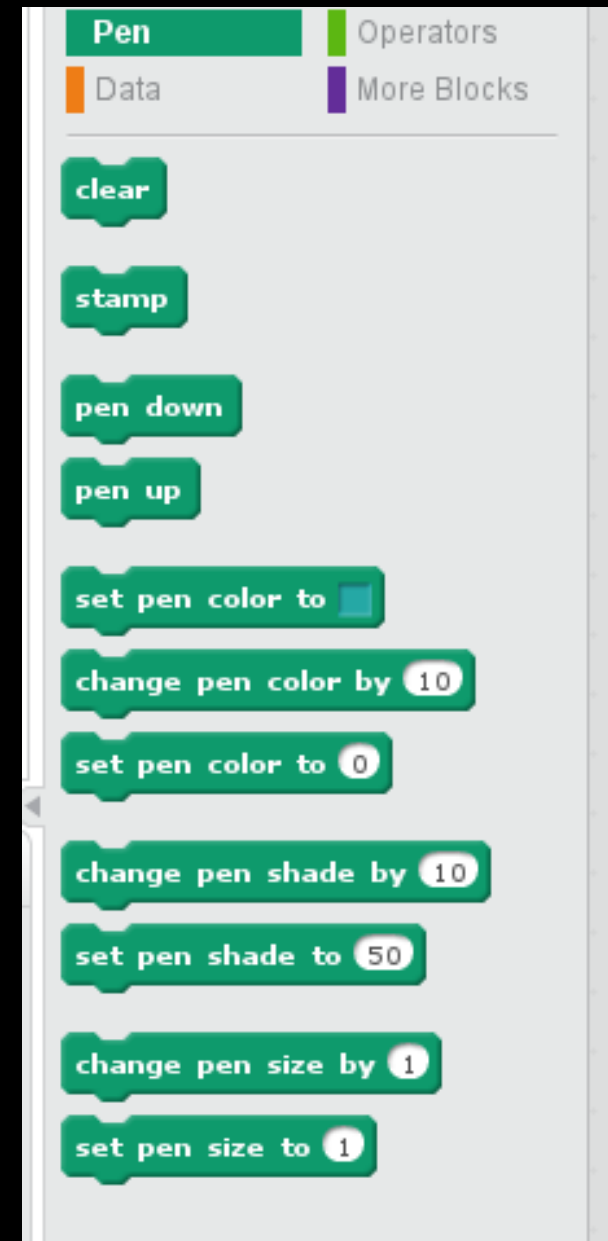 Pen Operators
Data More Blocks
clear
stamp
pen down
pen up
set pen color to
change pen color by 10
set pen color to 0
change pen shade by 10
set pen shade to 50
change pen size by 1
set pen size to 1